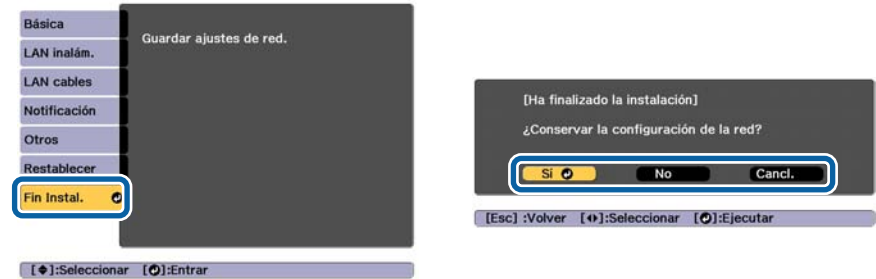 Básica
LAN inalám.
LAN cables
Notificación
Otros
Restablecer
Fin Instal.
Guardar ajustes de red.
[ ]:Seleccionar [ ]:Entrar
[Ha finalizado la instalación]
¿Conservar la configuración de la red?
Sí No Cancl.
[Esc] :Volver [ ]:Seleccionar [ ]:Ejecutar